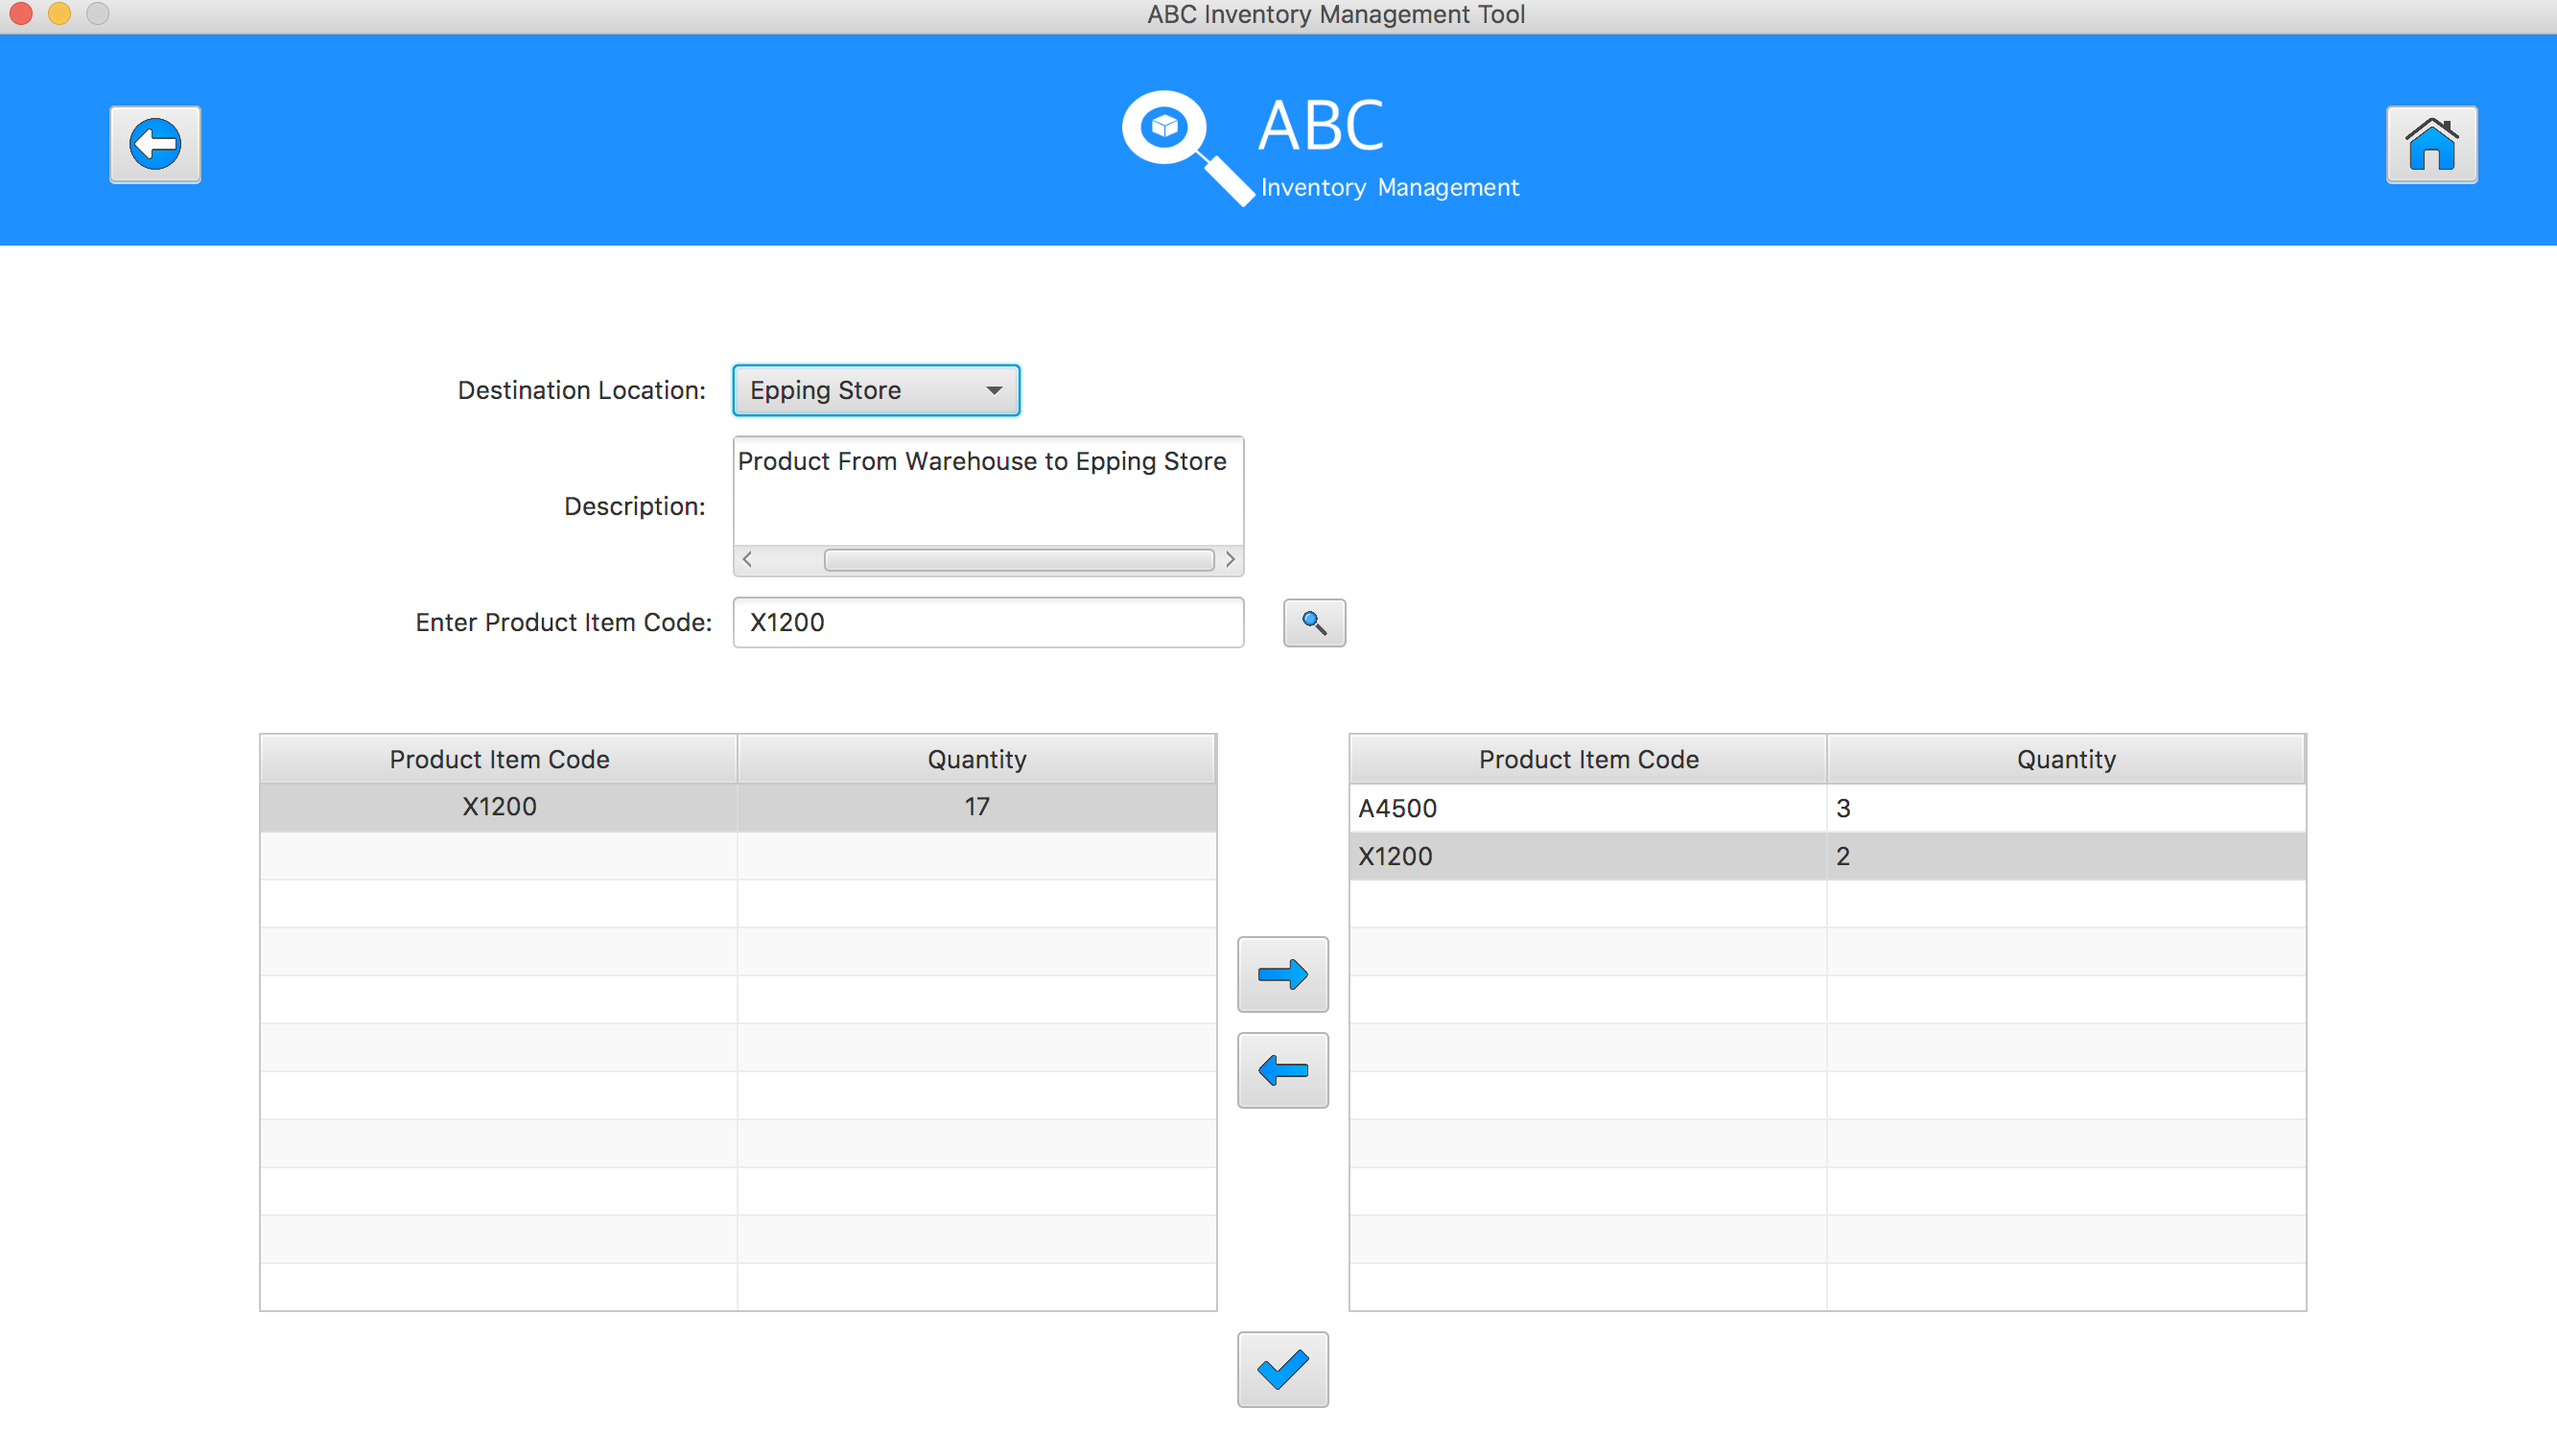 ABC Inventory Management Tool
ABC
Inventory Management
Destination Location: Epping Store
Product From Warehouse to Epping Store
Description:
Enter Product Item Code: X1200
Product Item Code Quantity Product Item Code Quantity
X1200 17 A4500 3
X1200 2